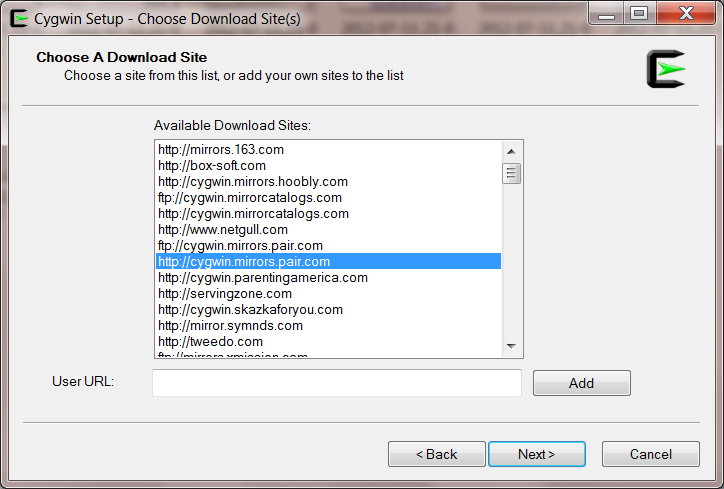 Cygwin Setup - Choose Download Site(s)
Choose A Download Site
Choose a site from this list, or add your own sites to the list
Available Download Sites:
http://mirrors.163.com
http://box-soft.com
http://cygwin.mirrors.hoobly.com
ftp://cygwin.mirrorcatalogs.com
http://cygwin.mirrorcatalogs.com
http://www.netgull.com
ftp://cygwin.mirrors.pair.com
http://cygwin.mirrors.pair.com
http://cygwin.parentingamerica.com
http://servingzone.com
http://cygwin.skazkaforyou.com
http://mirror.symnds.com
http://tweedo.com
ftp://mirrors.xmission.com
User URL:
Add
< Back
Next >
Cancel